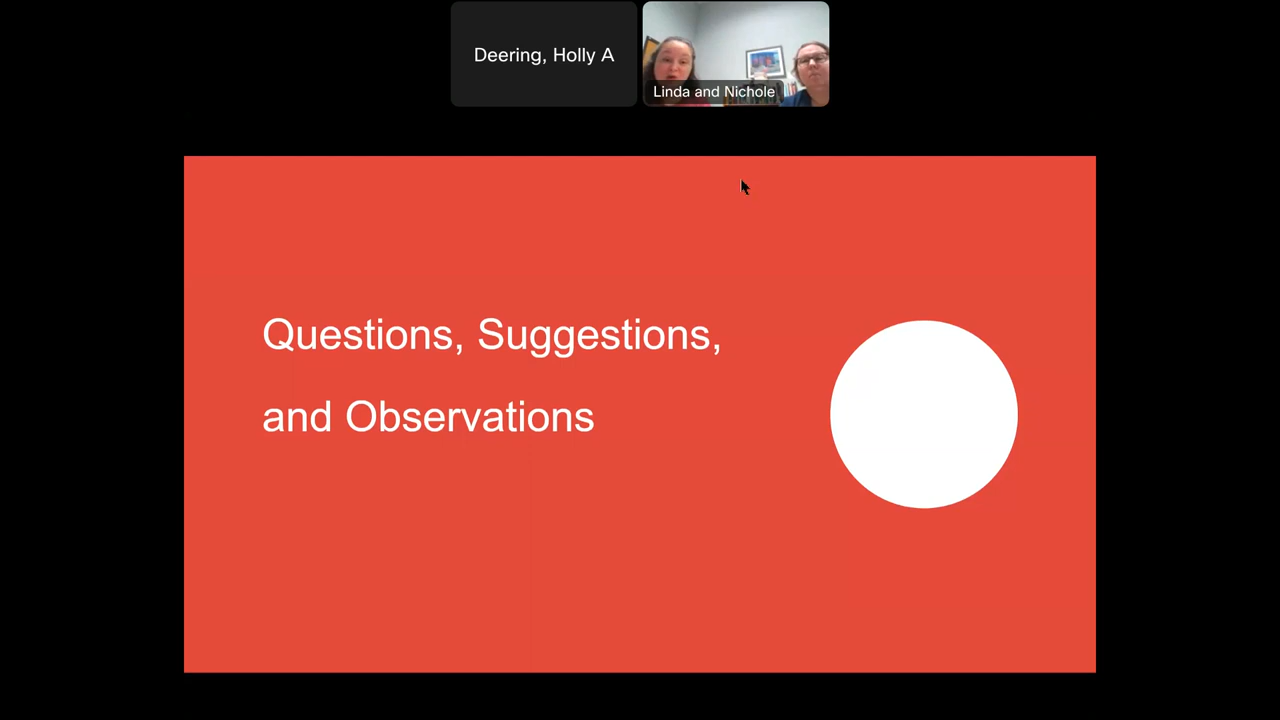 Deering, Holly A
Linda and Nichole
Questions, Suggestions,
and Observations